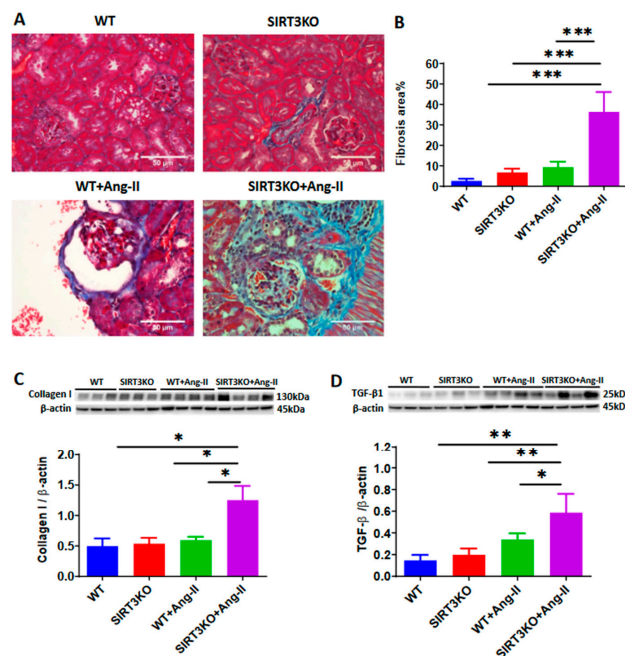 A
WT
SIRT3KO
50 µm
50 µm
WT+Ang-II
SIRT3KO+Ang-II
50 µm
50 µm
B
***
***
***
Fibrosis area%
60
50
40
30
20
10
0
WT
SIRT3KO
WT+Ang-II
SIRT3KO+Ang-II
C
WT SIRT3KO WT+Ang-II SIRT3KO+Ang-II
Collagen I 130kDa
β-actin 45kDa
*
*
*
Collagen I / β-actin
2.0
1.5
1.0
0.5
0.0
WT
SIRT3KO
WT+Ang-II
SIRT3KO+Ang-II
D
WT SIRT3KO WT+Ang-II SIRT3KO+Ang-II
TGF-β1 25kD
β-actin 45kD
**
**
*
TGF-β /β-actin
1.2
1.0
0.8
0.6
0.4
0.2
0.0
WT
SIRT3KO
WT+Ang-II
SIRT3KO+Ang-II